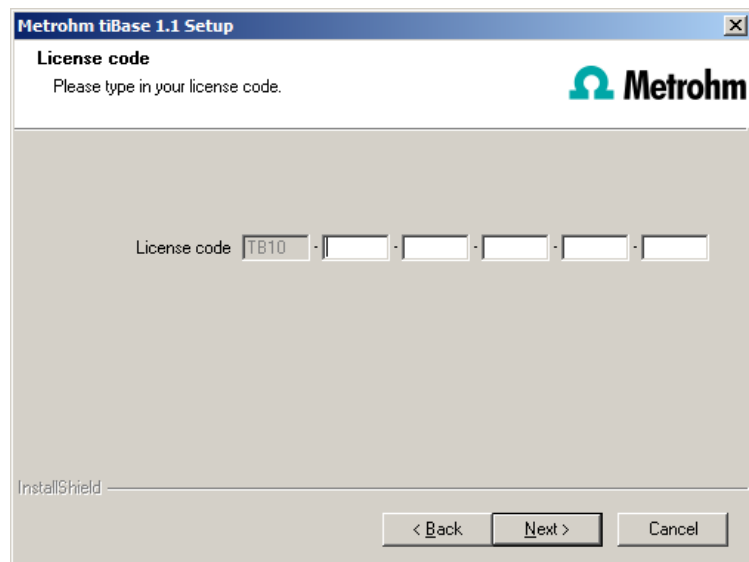 Metrohm tiBase 1.1 Setup
License code
Please type in your license code.
Metrohm
License code TB10 - - - - -
InstallShield
< Back Next > Cancel